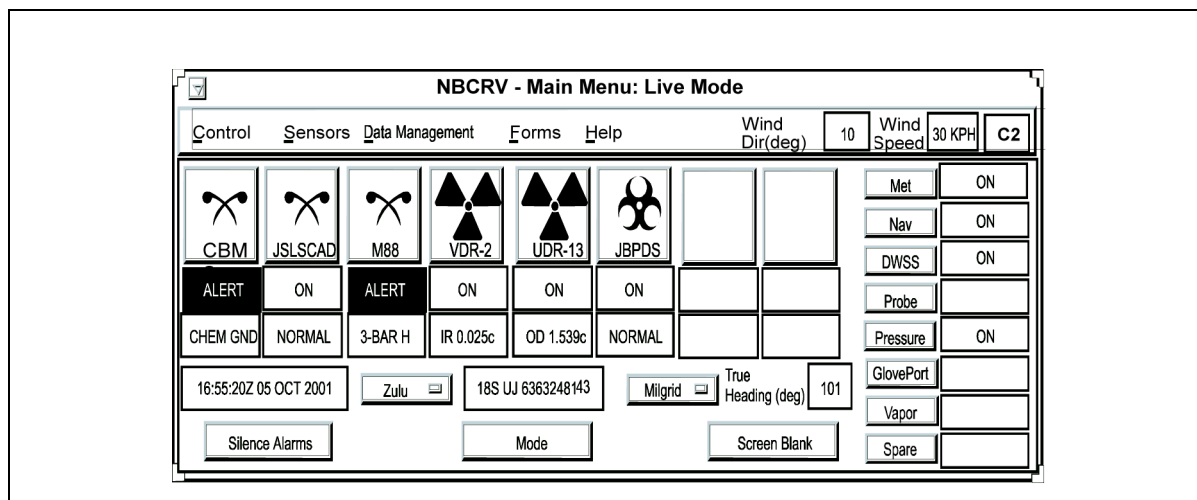 NBCRV - Main Menu: Live Mode
Control Sensors Data Management Forms Help Wind Dir(deg) 10 Wind Speed 30 KPH C2
CBM JSLSCAD M88 VDR-2 UDR-13 JBPDS
ALERT ON ALERT ON ON ON
CHEM GND NORMAL 3-BAR H IR 0.025c OD 1.539c NORMAL
16:55:20Z 05 OCT 2001 Zulu 18S UJ 6363248143 Milgrid True Heading (deg) 101
Silence Alarms Mode Screen Blank
Met ON
Nav ON
DWSS ON
Probe
Pressure ON
GlovePort
Vapor
Spare